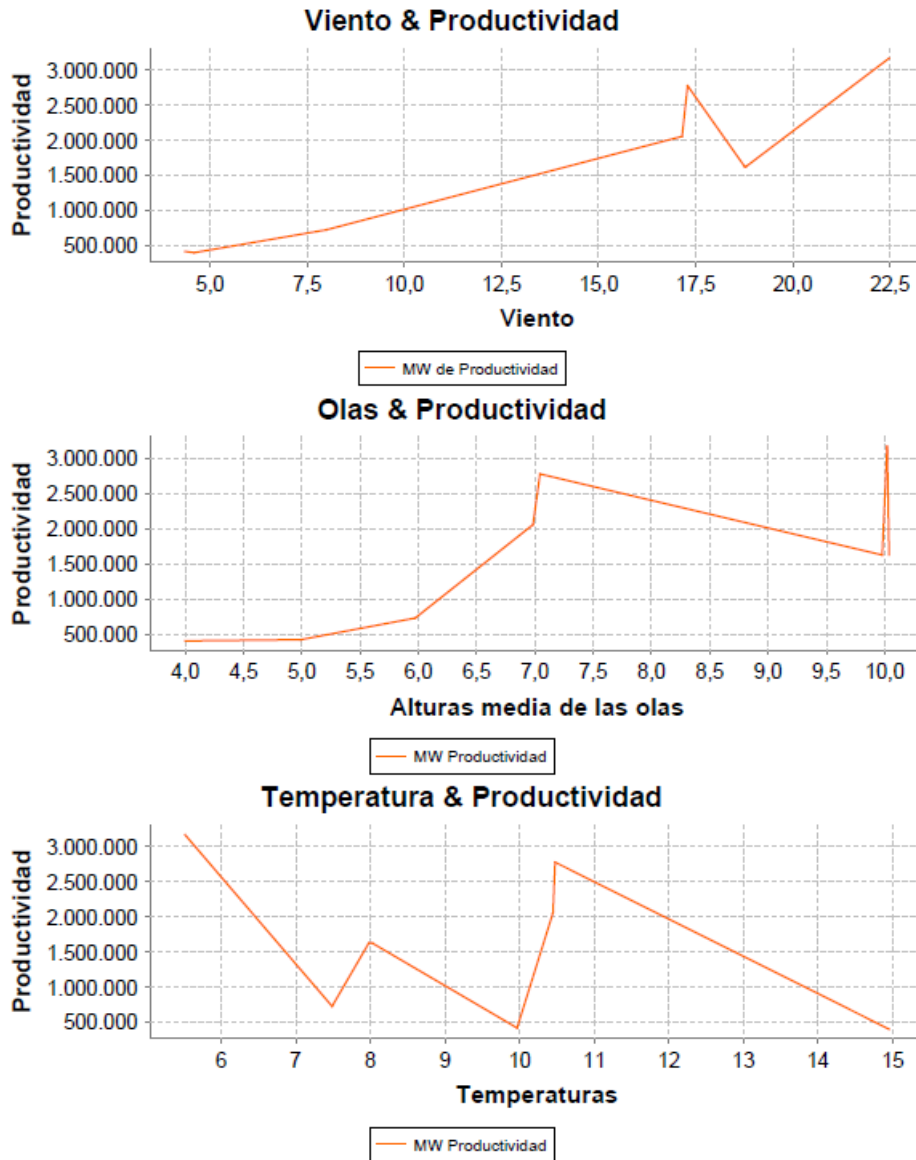 Viento & Productividad
Productividad
3.000.000
2.500.000
2.000.000
1.500.000
1.000.000
500.000
5,0 7,5 10,0 12,5 15,0 17,5 20,0 22,5
Viento
MW de Productividad
Olas & Productividad
Productividad
3.000.000
2.500.000
2.000.000
1.500.000
1.000.000
500.000
4,0 4,5 5,0 5,5 6,0 6,5 7,0 7,5 8,0 8,5 9,0 9,5 10,0
Alturas media de las olas
MW Productividad
Temperatura & Productividad
Productividad
3.000.000
2.500.000
2.000.000
1.500.000
1.000.000
500.000
6 7 8 9 10 11 12 13 14 15
Temperaturas
MW Productividad